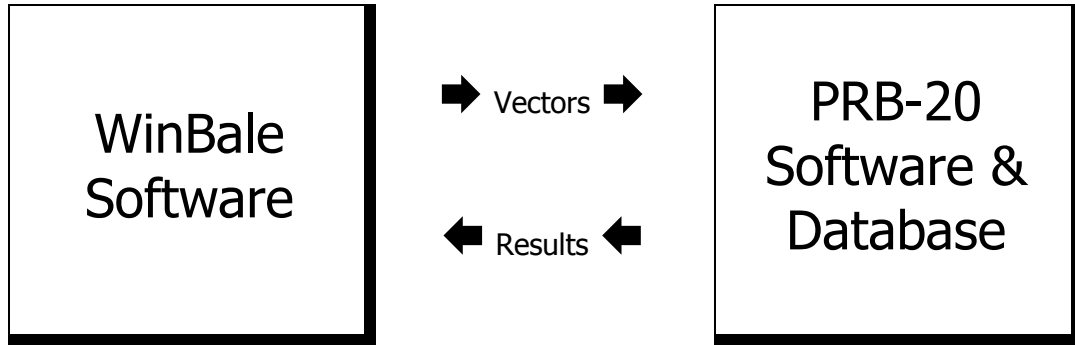 WinBale
Software
Vectors
Results
PRB-20
Software &
Database